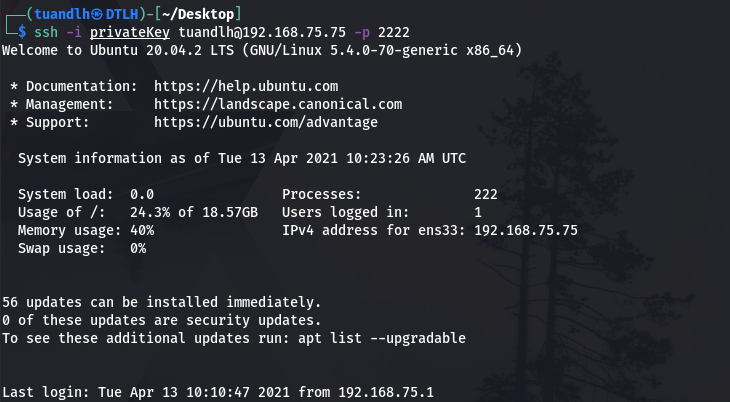 ┌──(tuandlh㉿DTLH)-[~/Desktop]
└─$ ssh -i privateKey tuandlh@192.168.75.75 -p 2222
Welcome to Ubuntu 20.04.2 LTS (GNU/Linux 5.4.0-70-generic x86_64)

 * Documentation:  https://help.ubuntu.com
 * Management:     https://landscape.canonical.com
 * Support:        https://ubuntu.com/advantage

  System information as of Tue 13 Apr 2021 10:23:26 AM UTC

  System load:  0.0                Processes:              222
  Usage of /:   24.3% of 18.57GB   Users logged in:        1
  Memory usage: 40%                IPv4 address for ens33: 192.168.75.75
  Swap usage:   0%

56 updates can be installed immediately.
0 of these updates are security updates.
To see these additional updates run: apt list --upgradable

Last login: Tue Apr 13 10:10:47 2021 from 192.168.75.1